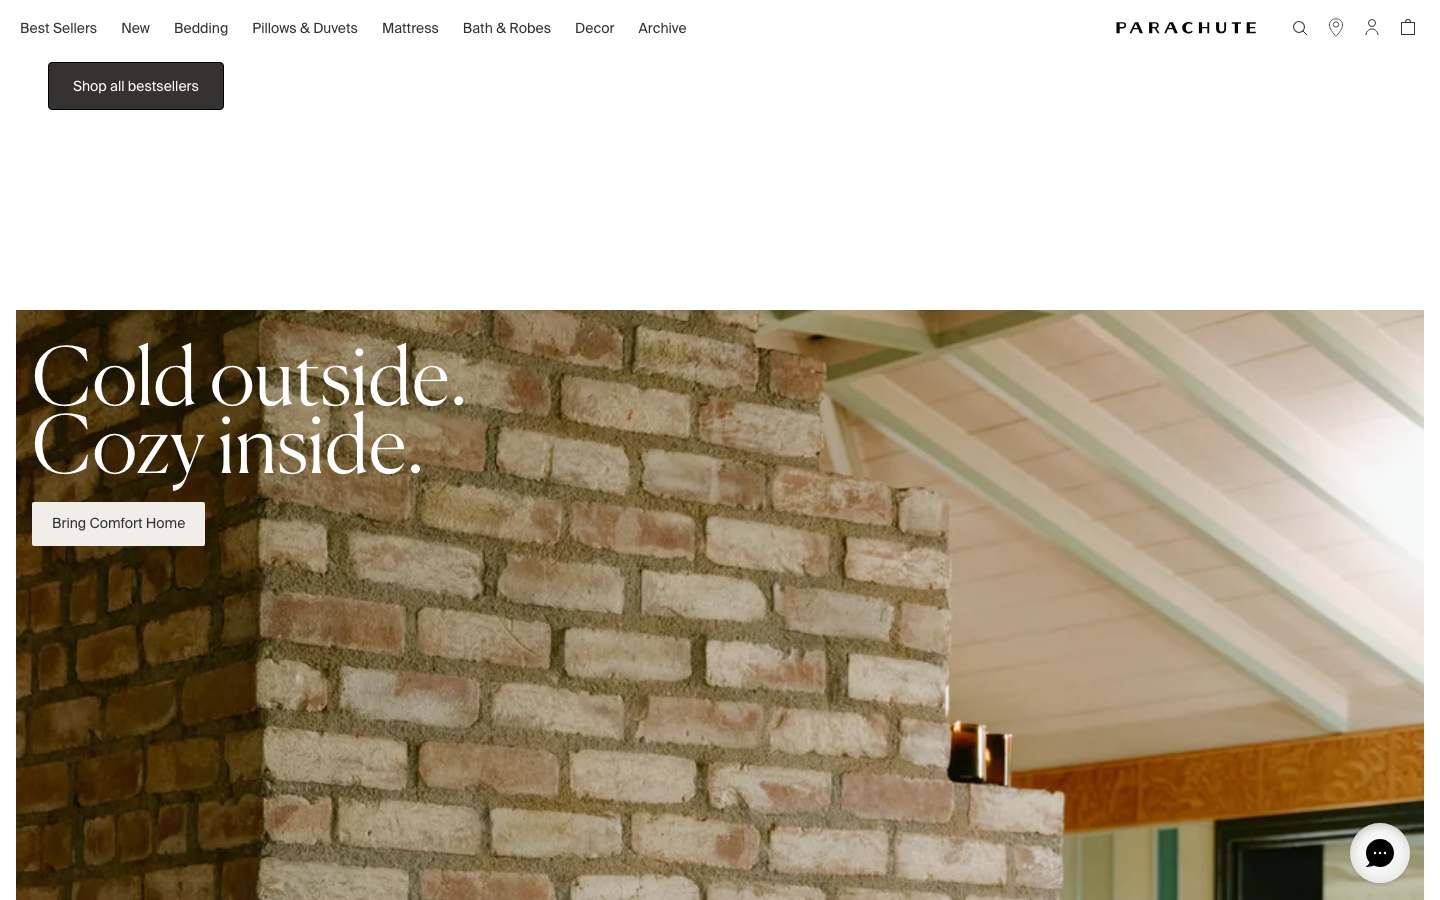 Best Sellers
New
Bedding
Pillows & Duvets
Mattress
Bath & Robes
Decor
Archive
PARACHUTE
Shop all bestsellers
Cold outside.
Cozy inside.
Bring Comfort Home